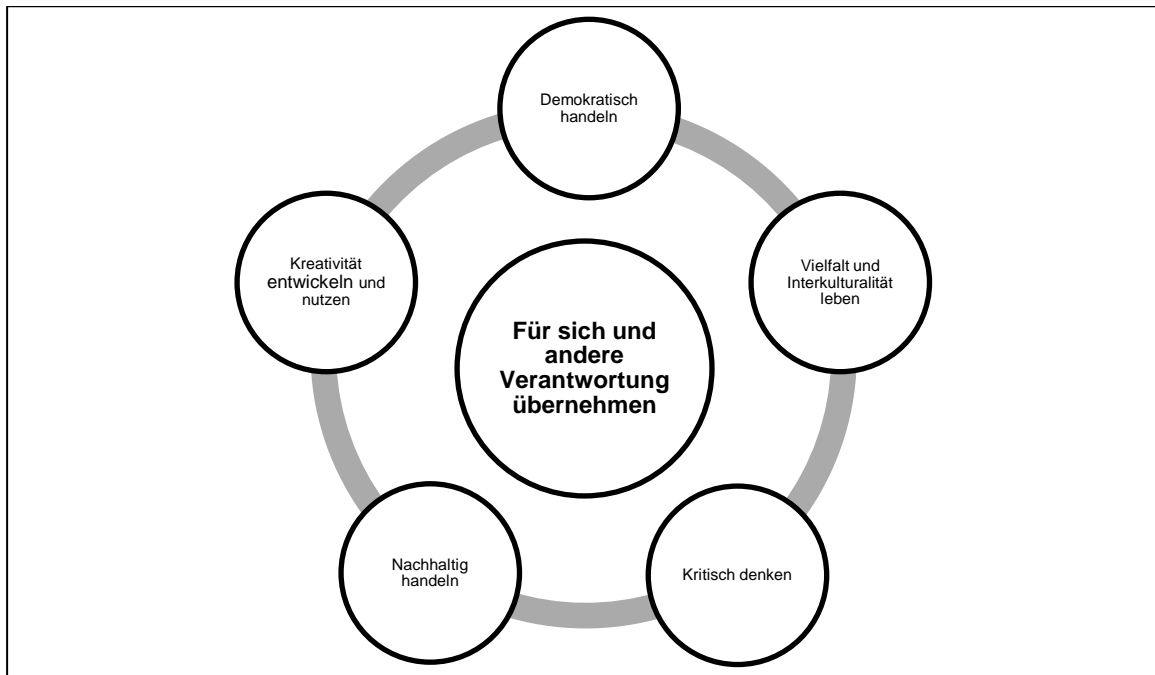 Demokratisch
handeln
Kreativität
entwickeln und
nutzen
Vielfalt und
Interkulturalität
leben
Für sich und
andere
Verantwortung
übernehmen
Nachhaltig
handeln
Kritisch denken